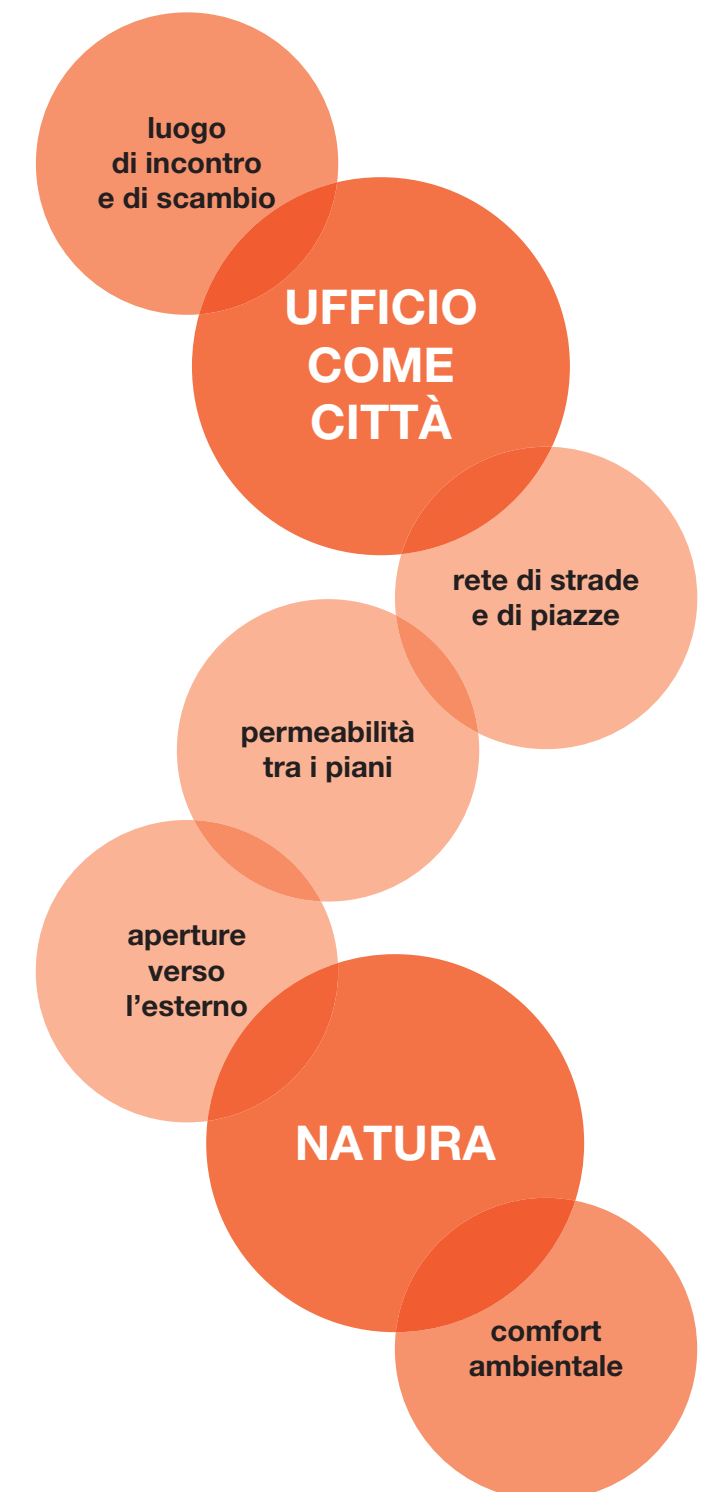 luogo
di incontro
e di scambio
UFFICIO
COME
CITTÀ
rete di strade
e di piazze
permeabilità
tra i piani
aperture
verso
l’esterno
NATURA
comfort
ambientale